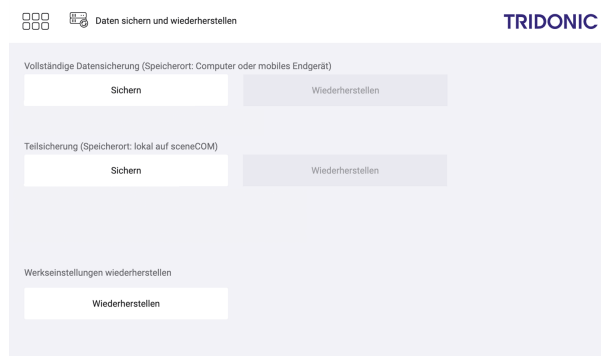 Daten sichern und wiederherstellen
TRIDONIC
Vollständige Datensicherung (Speicherort: Computer oder mobiles Endgerät)
Sichern
Wiederherstellen
Teilsicherung (Speicherort: lokal auf sceneCOM)
Sichern
Wiederherstellen
Werkseinstellungen wiederherstellen
Wiederherstellen